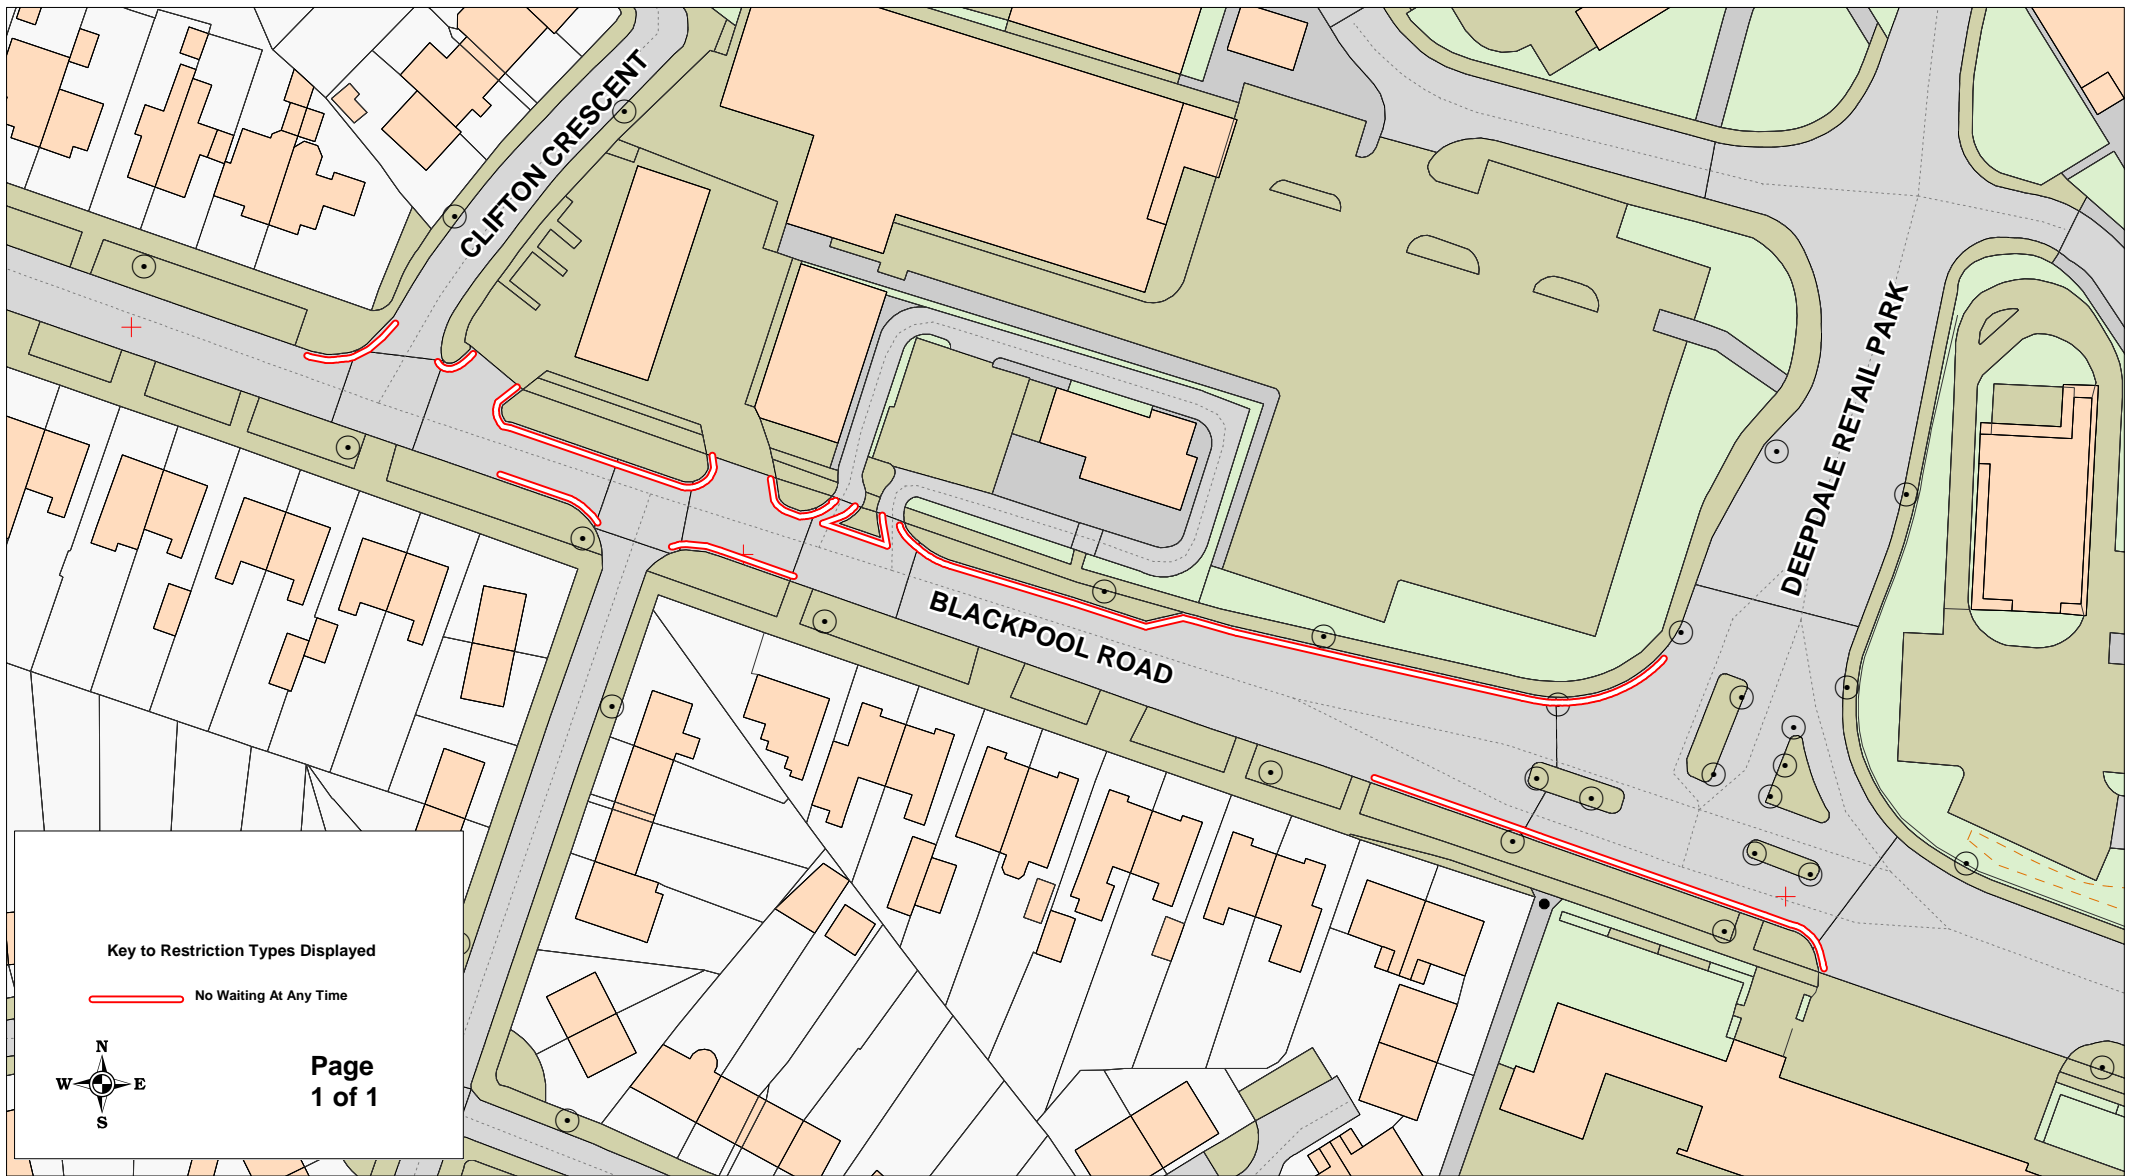 CLIFTON CRESCENT
DEEPDALE RETAIL PARK
BLACKPOOL ROAD
Key to Restriction Types Displayed
No Waiting At Any Time
N
W E
S
Page
1 of 1